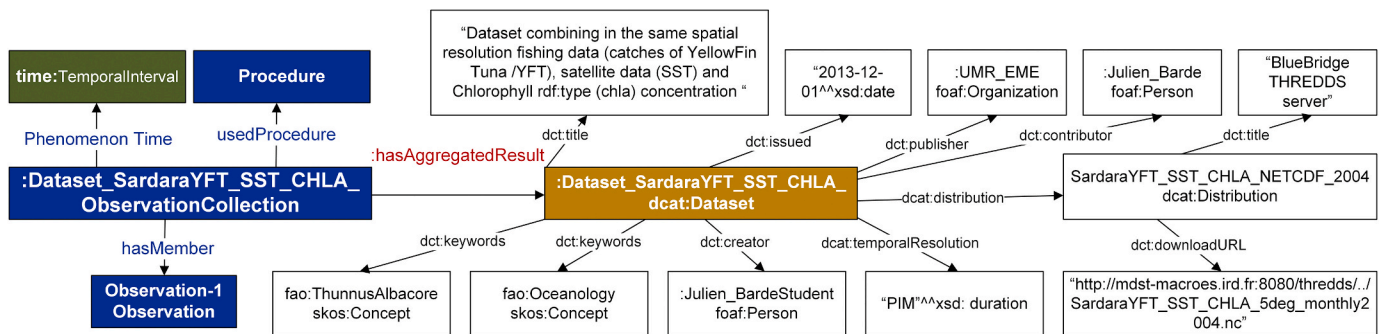 time:TemporalInterval
Procedure
“Dataset combining in the same spatial
resolution fishing data (catches of YellowFin
Tuna /YFT), satellite data (SST) and
Chlorophyll rdf:type (chla) concentration “
“2013-12-
01^^xsd:date
:UMR_EME
foaf:Organization
:Julien_Barde
foaf:Person
“BlueBridge
THREDDS
server”
Phenomenon Time
usedProcedure
:hasAggregatedResult
dct:title
dct:issued
dct:publisher
dct:contributor
dct:title
:Dataset_SardaraYFT_SST_CHLA_
ObservationCollection
:Dataset_SardaraYFT_SST_CHLA_
dcat:Dataset
dcat:distribution
SardaraYFT_SST_CHLA_NETCDF_2004
dcat:Distribution
hasMember
dct:keywords
dct:keywords
dct:creator
dcat:temporalResolution
dct:downloadURL
Observation-1
Observation
fao:ThunnusAlbacore
skos:Concept
fao:Oceanology
skos:Concept
:Julien_BardeStudent
foaf:Person
“PIM”^^xsd: duration
“http://mdst-macroes.ird.fr:8080/thredds/../
SardaraYFT_SST_CHLA_5deg_monthly2
004.nc”